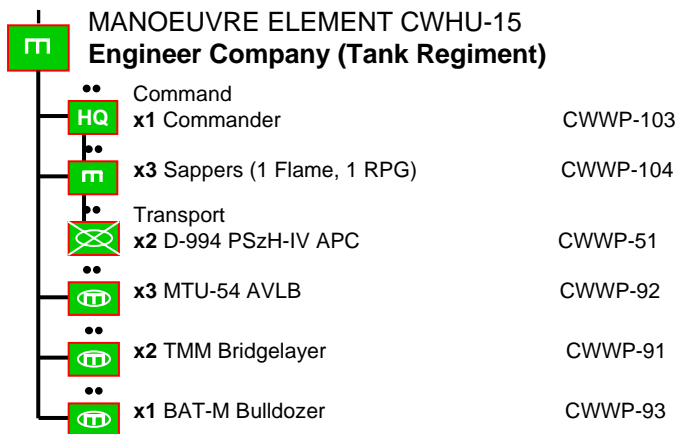 MANOEUVRE ELEMENT CWHU-15
Engineer Company (Tank Regiment)
Command
HQ x1 Commander CWWP-103
x3 Sappers (1 Flame, 1 RPG) CWWP-104
Transport
x2 D-994 PSzH-IV APC CWWP-51
x3 MTU-54 AVLB CWWP-92
x2 TMM Bridgelayer CWWP-91
x1 BAT-M Bulldozer CWWP-93